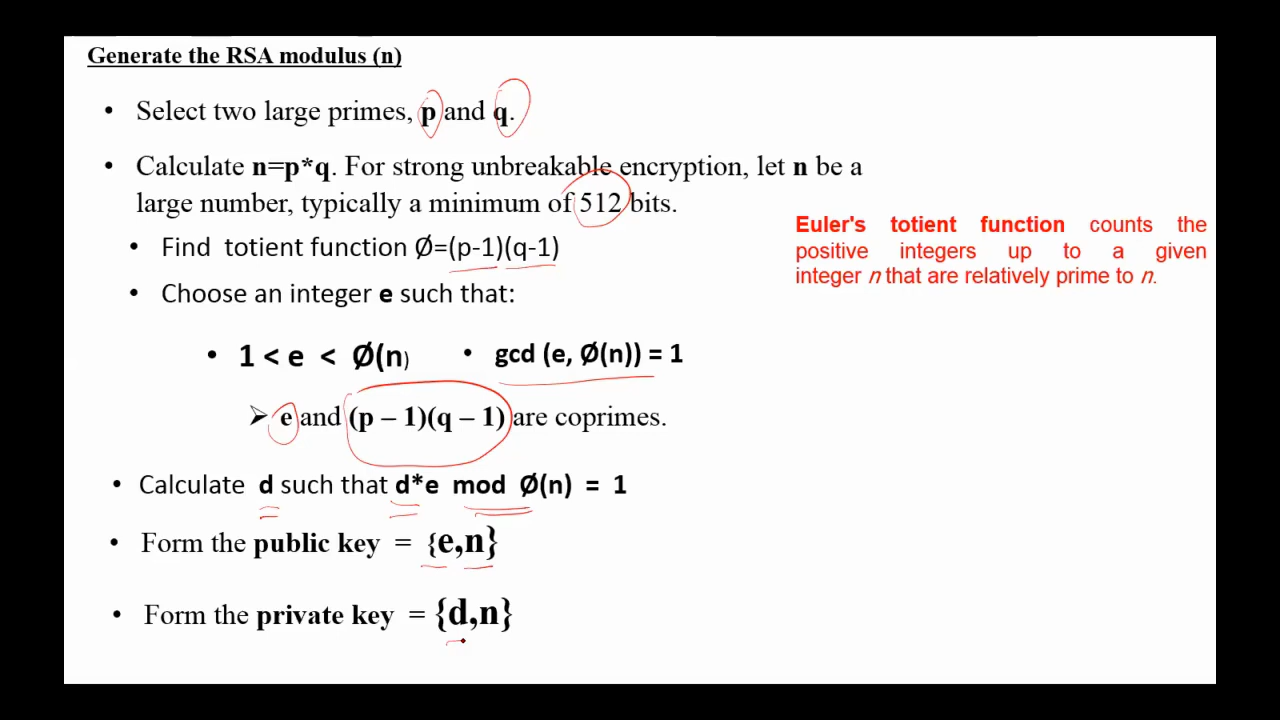 Generate the RSA modulus (n)
• Select two large primes, p and q.
• Calculate n=p*q. For strong unbreakable encryption, let n be a
large number, typically a minimum of 512 bits.
• Find totient function Ø=(p-1)(q-1)
• Choose an integer e such that:
Euler's totient function counts the
positive integers up to a given
integer n that are relatively prime to n.
• 1 < e < Ø(n) • gcd (e, Ø(n)) = 1
➢ e and (p – 1)(q – 1) are coprimes.
• Calculate d such that d*e mod Ø(n) = 1
• Form the public key = {e,n}
• Form the private key = {d,n}